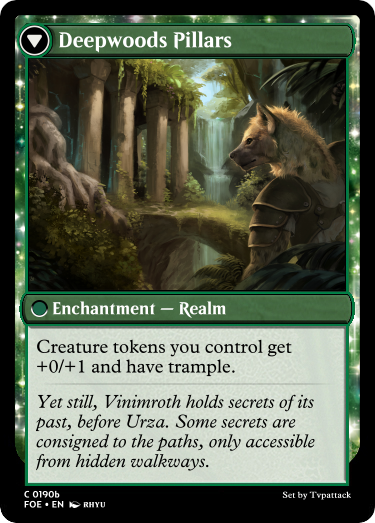 Deepwoods Pillars
Enchantment — Realm
Creature tokens you control get
+0/+1 and have trample.
Yet still, Vinimroth holds secrets of its
past, before Urza. Some secrets are
consigned to the paths, only accessible
from hidden walkways.
C 0190b
FOE • EN RHYU
Set by Tvpattack